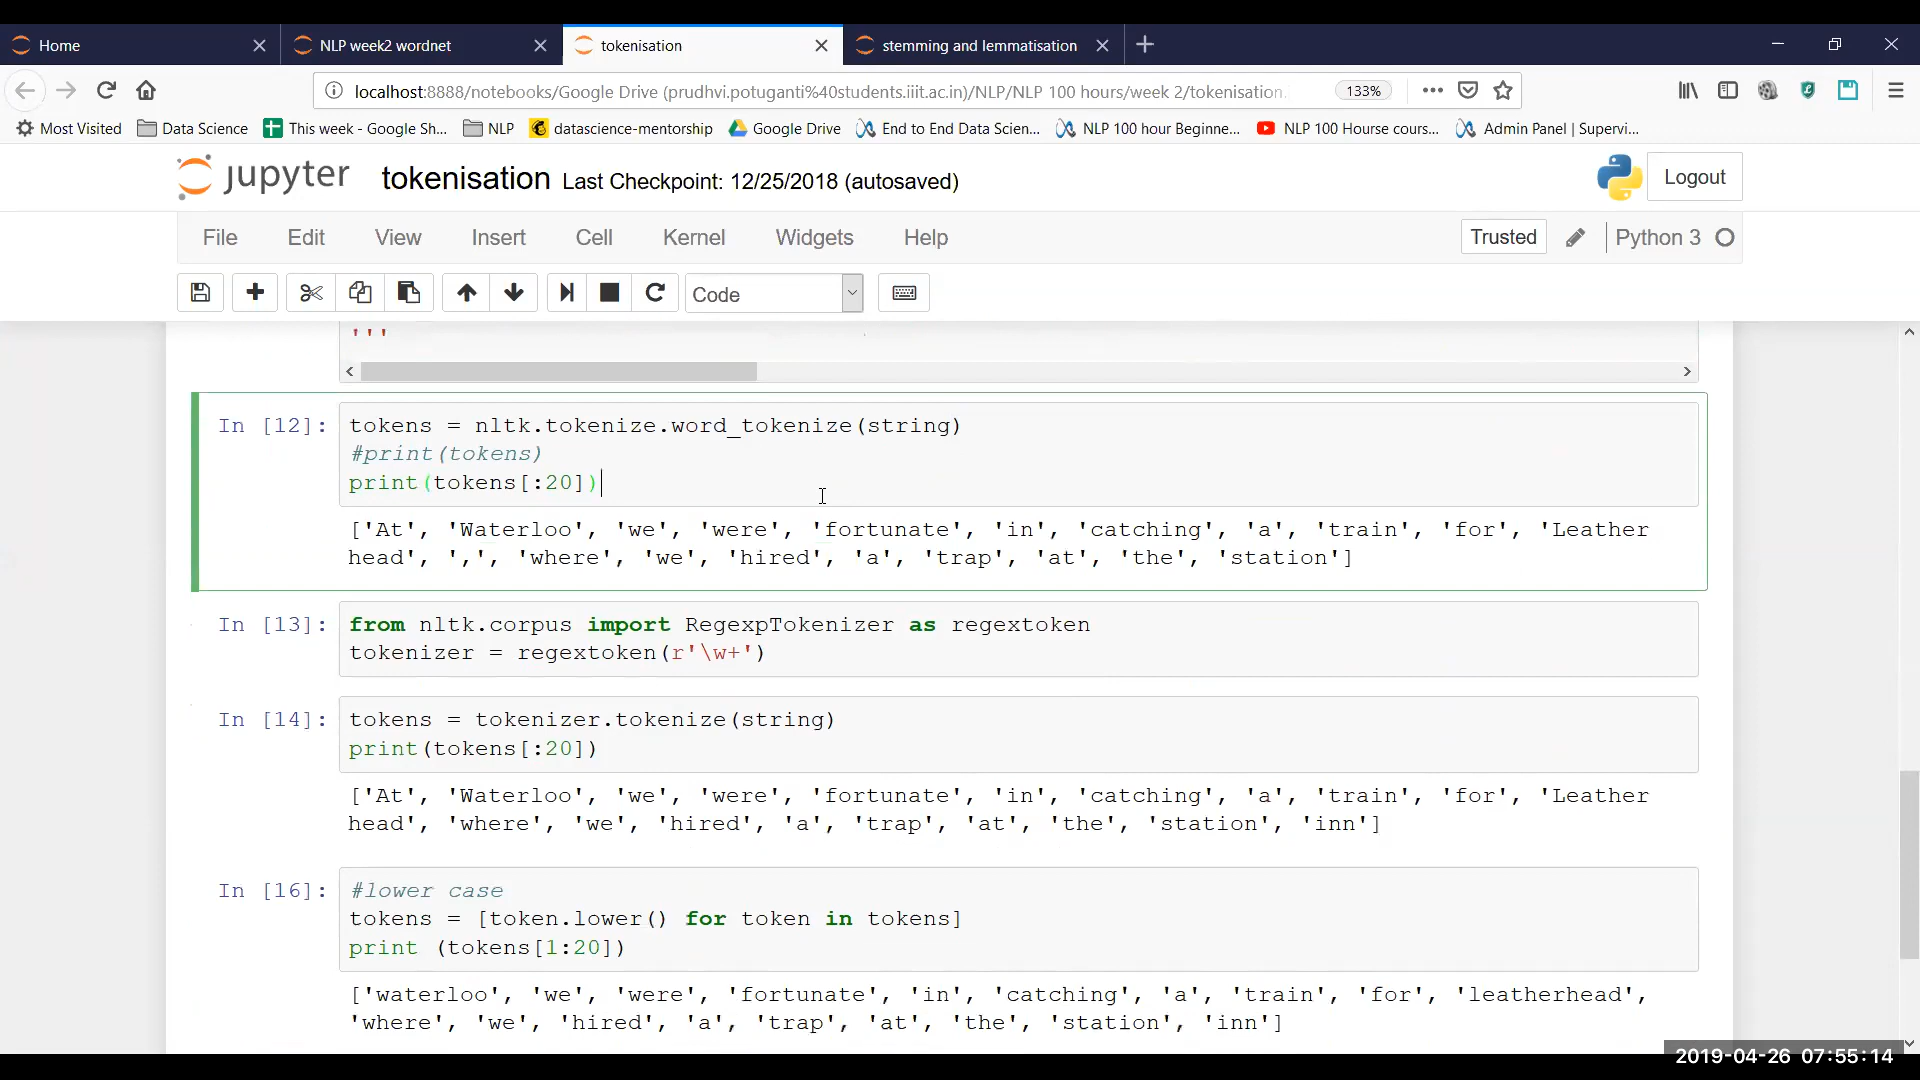 Home
NLP week2 wordnet
tokenisation
stemming and lemmatisation
localhost:8888/notebooks/Google Drive (prudhvi.potuganti%40students.iiit.ac.in)/NLP/NLP 100 hours/week 2/tokenisation.
133%
Most Visited
Data Science
This week - Google Sh...
NLP
datascience-mentorship
Google Drive
End to End Data Scien...
NLP 100 hour Beginne...
NLP 100 Hourse cours...
Admin Panel | Supervi...
jupyter
tokenisation Last Checkpoint: 12/25/2018 (autosaved)
Logout
File
Edit
View
Insert
Cell
Kernel
Widgets
Help
Trusted
Python 3
Code
'''
In [12]:
tokens = nltk.tokenize.word_tokenize(string)
#print(tokens)
print(tokens[:20])
['At', 'Waterloo', 'we', 'were', 'fortunate', 'in', 'catching', 'a', 'train', 'for', 'Leather
head', ',', 'where', 'we', 'hired', 'a', 'trap', 'at', 'the', 'station']
In [13]:
from nltk.corpus import RegexpTokenizer as regextoken
tokenizer = regextoken(r'\w+')
In [14]:
tokens = tokenizer.tokenize(string)
print(tokens[:20])
['At', 'Waterloo', 'we', 'were', 'fortunate', 'in', 'catching', 'a', 'train', 'for', 'Leather
head', 'where', 'we', 'hired', 'a', 'trap', 'at', 'the', 'station', 'inn']
In [16]:
#lower case
tokens = [token.lower() for token in tokens]
print (tokens[1:20])
['waterloo', 'we', 'were', 'fortunate', 'in', 'catching', 'a', 'train', 'for', 'leatherhead',
'where', 'we', 'hired', 'a', 'trap', 'at', 'the', 'station', 'inn']
2019-04-26 07:55:14